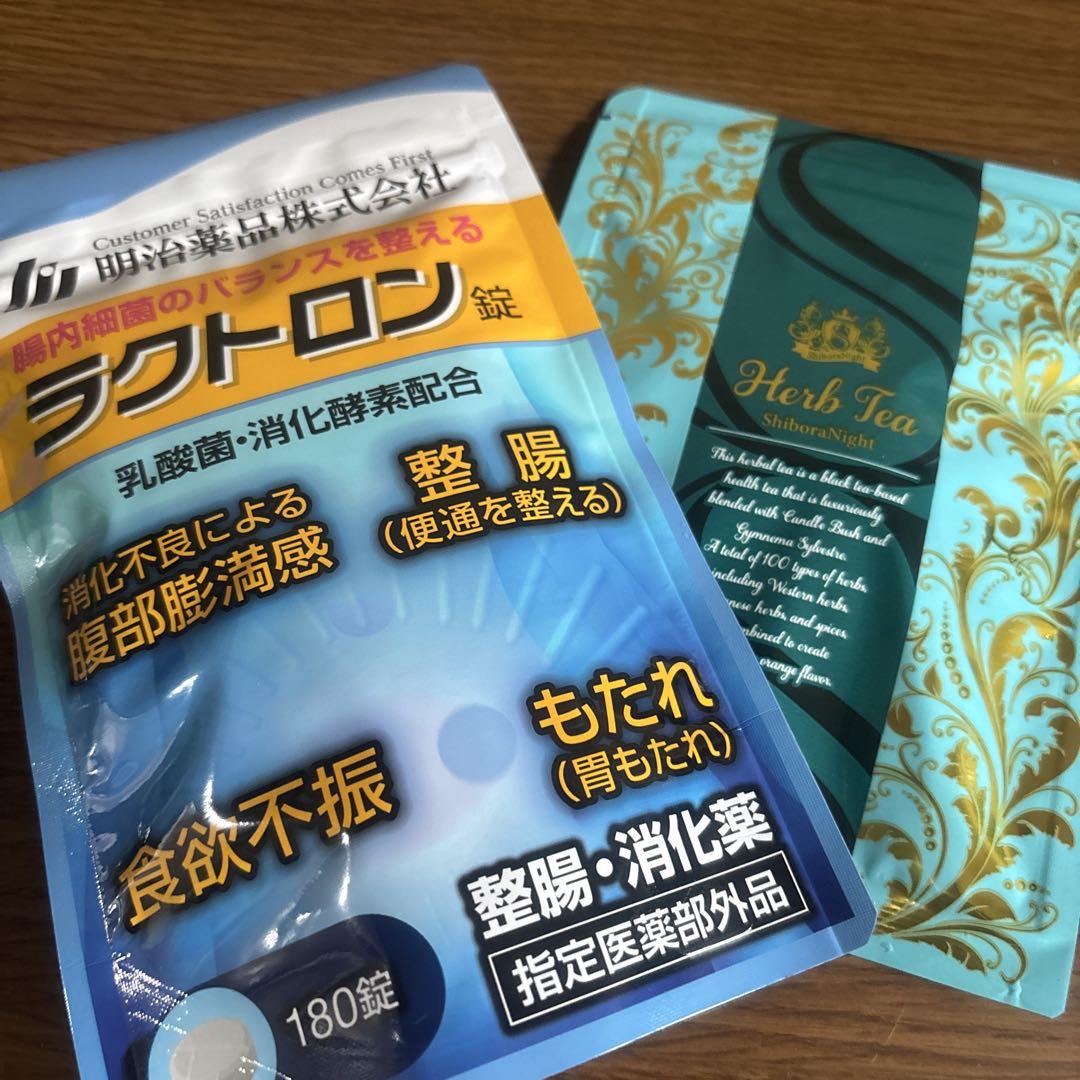 Customer Satisfaction Comes First
明治薬品株式会社
腸内細菌のバランスを整える
ラクトロン錠
乳酸菌・消化酵素配合
整腸
(便通を整える)
消化不良による
腹部膨満感
もたれ
(胃もたれ)
食欲不振
整腸・消化薬
指定医薬部外品
180錠
ShiboraNight
Herb Tea
ShiboraNight
This herbal tea is a black tea-based
health tea that is luxuriously
blended with Candle Bush and
Gymnema Sylvestre.
A total of 100 types of herbs,
including Western herbs,
herbs, and spices,
to create
orange flavor.